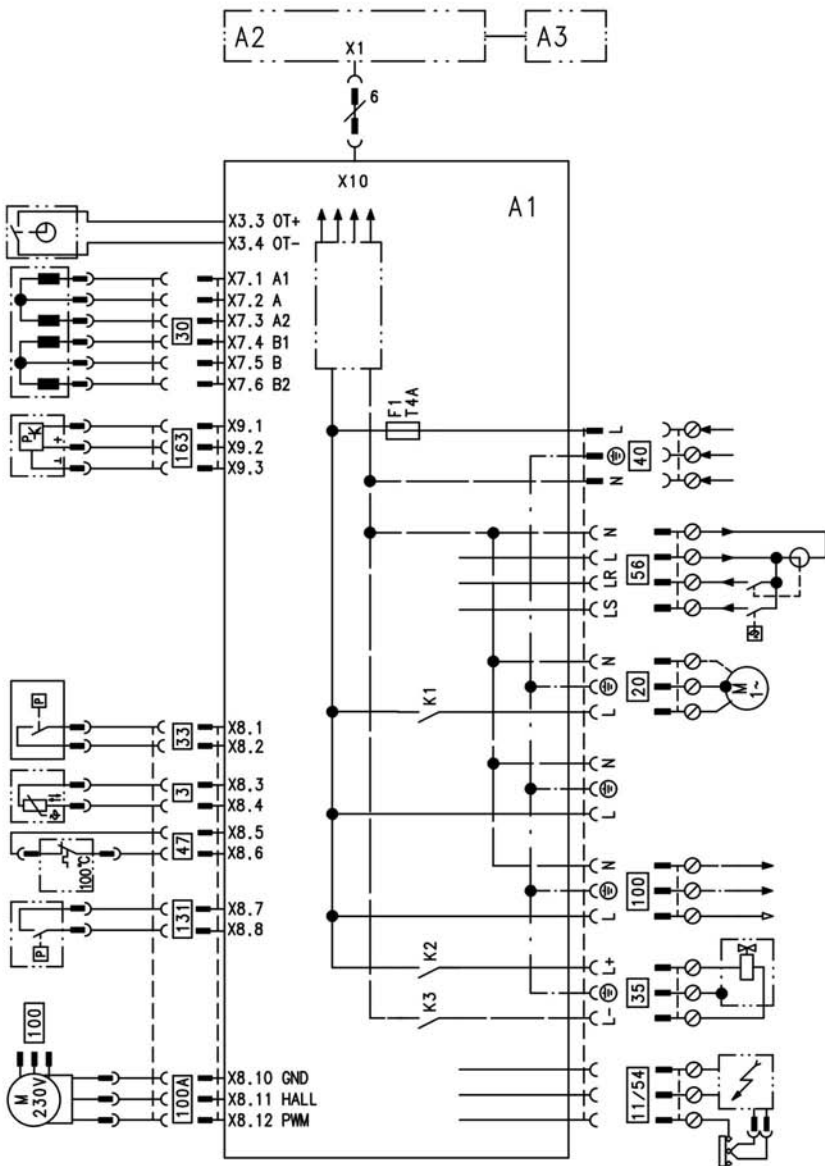 A2
X1
A3
6
X10
A1
X3.3 OT+
X3.4 OT-
X7.1 A1
X7.2 A
X7.3 A2
X7.4 B1
X7.5 B
X7.6 B2
30
F1
T4A
P
K
+
⊥
163
X9.1
X9.2
X9.3
L
N
40
N
L
LR
LS
56
N
L
20
M
1~
K1
P
33
X8.1
X8.2
3
X8.3
X8.4
47
X8.5
X8.6
100°C
131
X8.7
X8.8
P
N
L
N
L
100
K2
K3
L+
L-
35
100
M
230V
100A
X8.10 GND
X8.11 HALL
X8.12 PWM
11/54